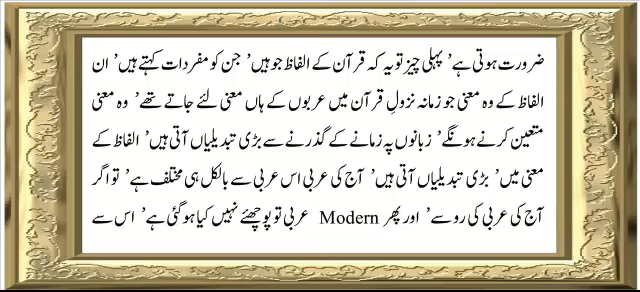 ضرورت ہوتی ہے’ پہلی چیز تو یہ کہ قرآن کے الفاظ جو ہیں’ جن کو مفردات کہتے ہیں’ ان
الفاظ کے وہ معنی جو زمانہ نزولِ قرآن میں عربوں کے ہاں معنی لئے جاتے تھے’ وہ معنی
متعین کرنے ہونگے’ زبانوں پہ زمانے کے گذرنے سے بڑی تبدیلیاں آتی ہیں’ الفاظ کے
معنی میں’ بڑی تبدیلیاں آتی ہیں’ آج کی عربی اس عربی سے بالکل ہی مختلف ہے’ تو اگر
آج کی عربی کی رو سے’ اور پھر Modern عربی تو پوچھئے نہیں کیا ہوگئی ہے’ اس سے